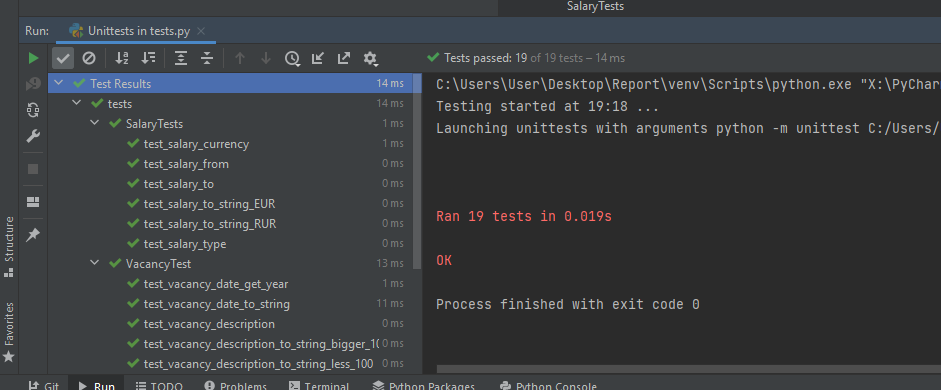 SalaryTests
Run: Unittests in tests.py
Tests passed: 19 of 19 tests – 14 ms
Test Results 14 ms
tests 14 ms
SalaryTests 1 ms
test_salary_currency 1 ms
test_salary_from 0 ms
test_salary_to 0 ms
test_salary_to_string_EUR 0 ms
test_salary_to_string_RUR 0 ms
test_salary_type 0 ms
VacancyTest 13 ms
test_vacancy_date_get_year 1 ms
test_vacancy_date_to_string 11 ms
test_vacancy_description 0 ms
test_vacancy_description_to_string_bigger_10 0 ms
test_vacancy_description_to_string_less_100 0 ms
C:\Users\User\Desktop\Report\venv\Scripts\python.exe "X:\PyChar
Testing started at 19:18 ...
Launching unittests with arguments python -m unittest C:/Users/
Ran 19 tests in 0.019s
OK
Process finished with exit code 0
Structure
Favorites
Git Run TODO Problems Terminal Python Packages Python Console